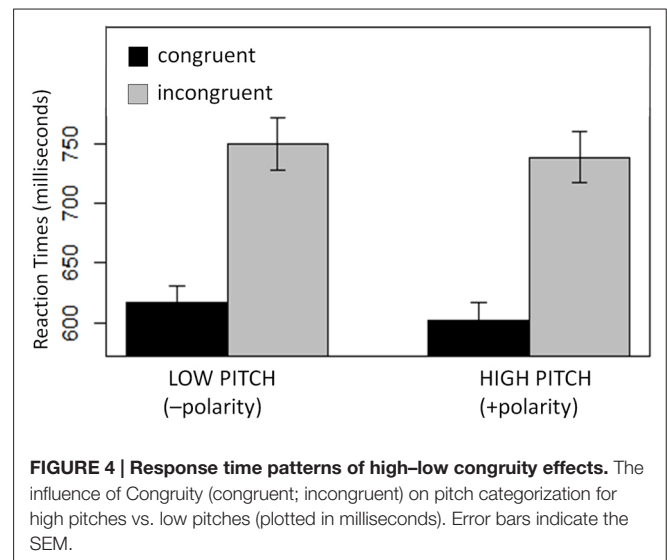 congruent
incongruent
Reaction Times (milliseconds)
750
700
650
600
LOW PITCH
(–polarity)
HIGH PITCH
(+polarity)
FIGURE 4 | Response time patterns of high–low congruity effects. The
influence of Congruity (congruent; incongruent) on pitch categorization for
high pitches vs. low pitches (plotted in milliseconds). Error bars indicate the
SEM.